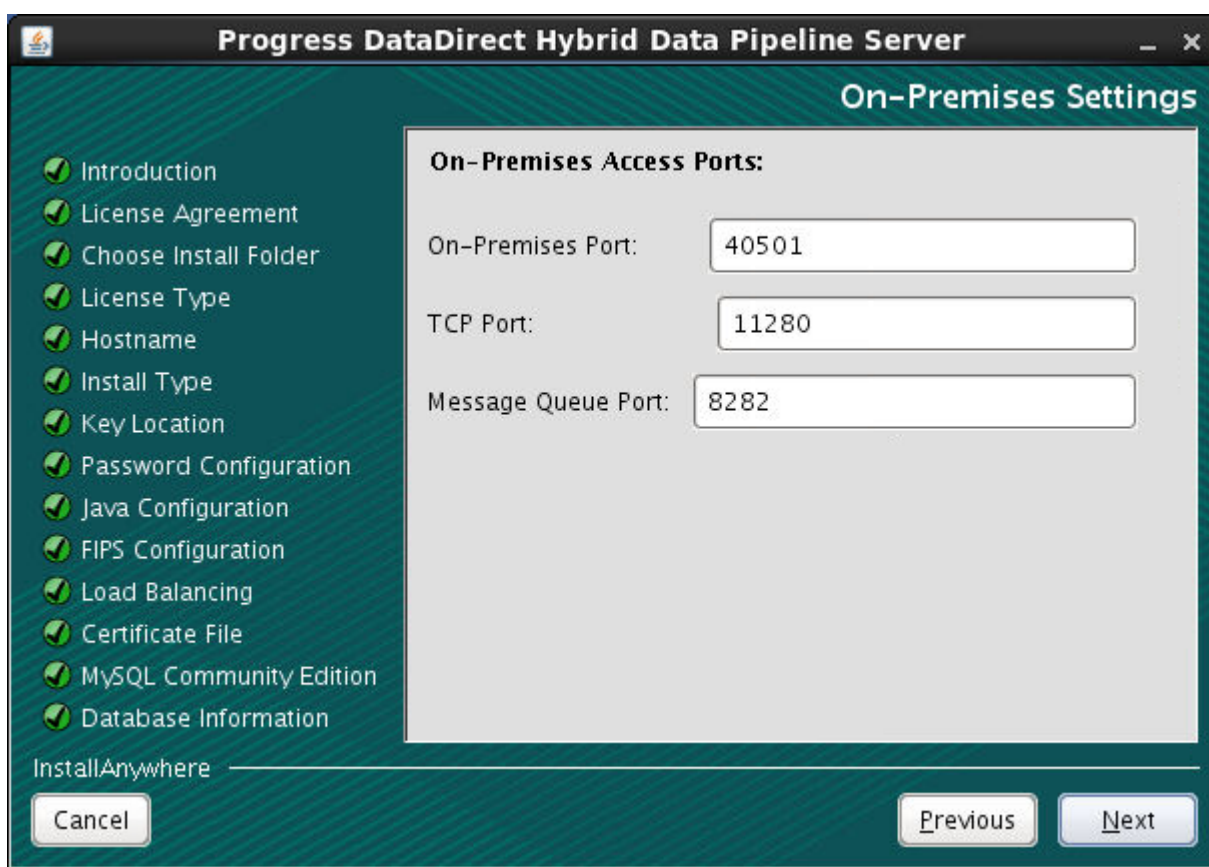 Progress DataDirect Hybrid Data Pipeline Server
On-Premises Settings
Introduction
License Agreement
Choose Install Folder
License Type
Hostname
Install Type
Key Location
Password Configuration
Java Configuration
FIPS Configuration
Load Balancing
Certificate File
MySQL Community Edition
Database Information
On-Premises Access Ports:
On-Premises Port: 40501
TCP Port: 11280
Message Queue Port: 8282
InstallAnywhere
Cancel Previous Next